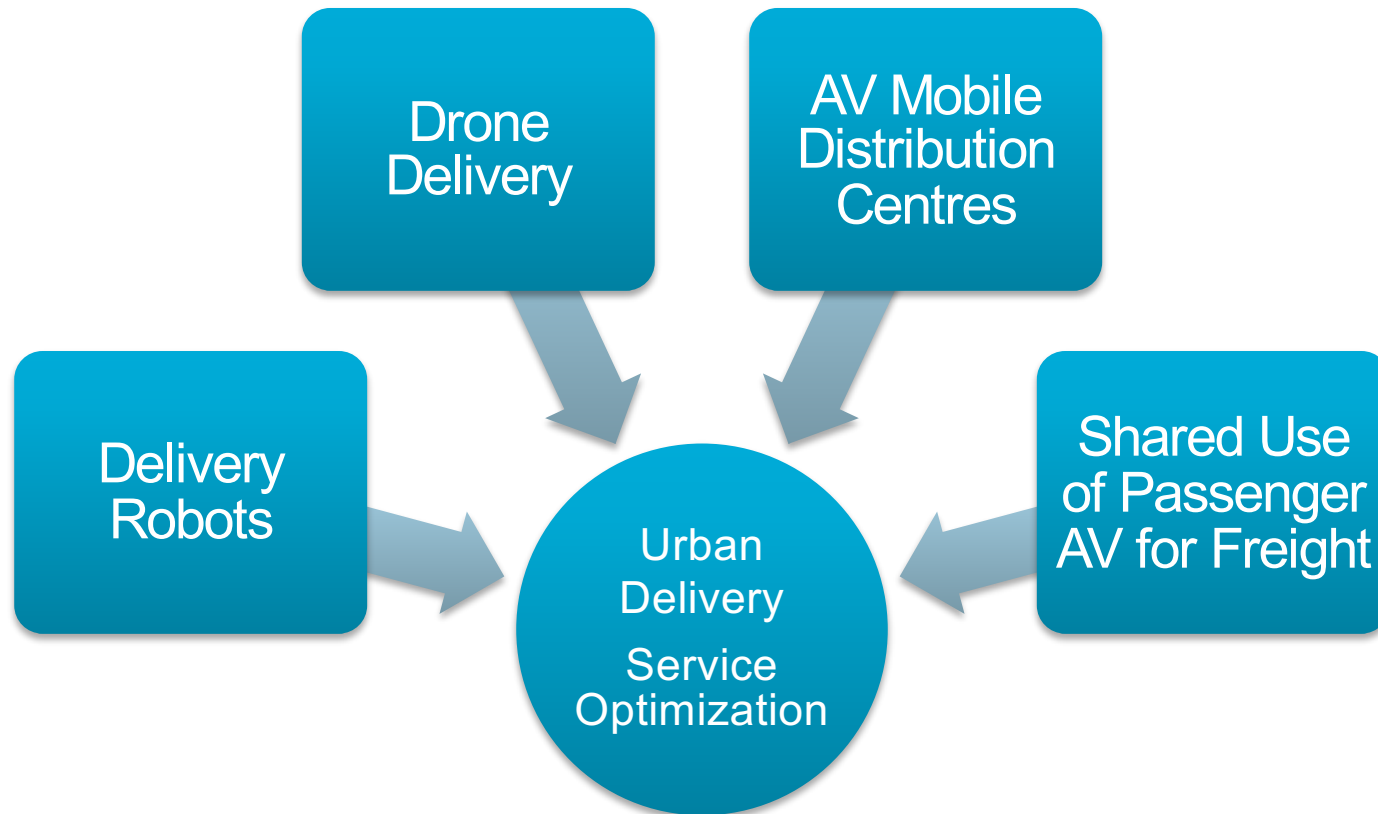 Drone
Delivery
AV Mobile
Distribution
Centres
Delivery
Robots
Shared Use
of Passenger
AV for Freight
Urban
Delivery
Service
Optimization